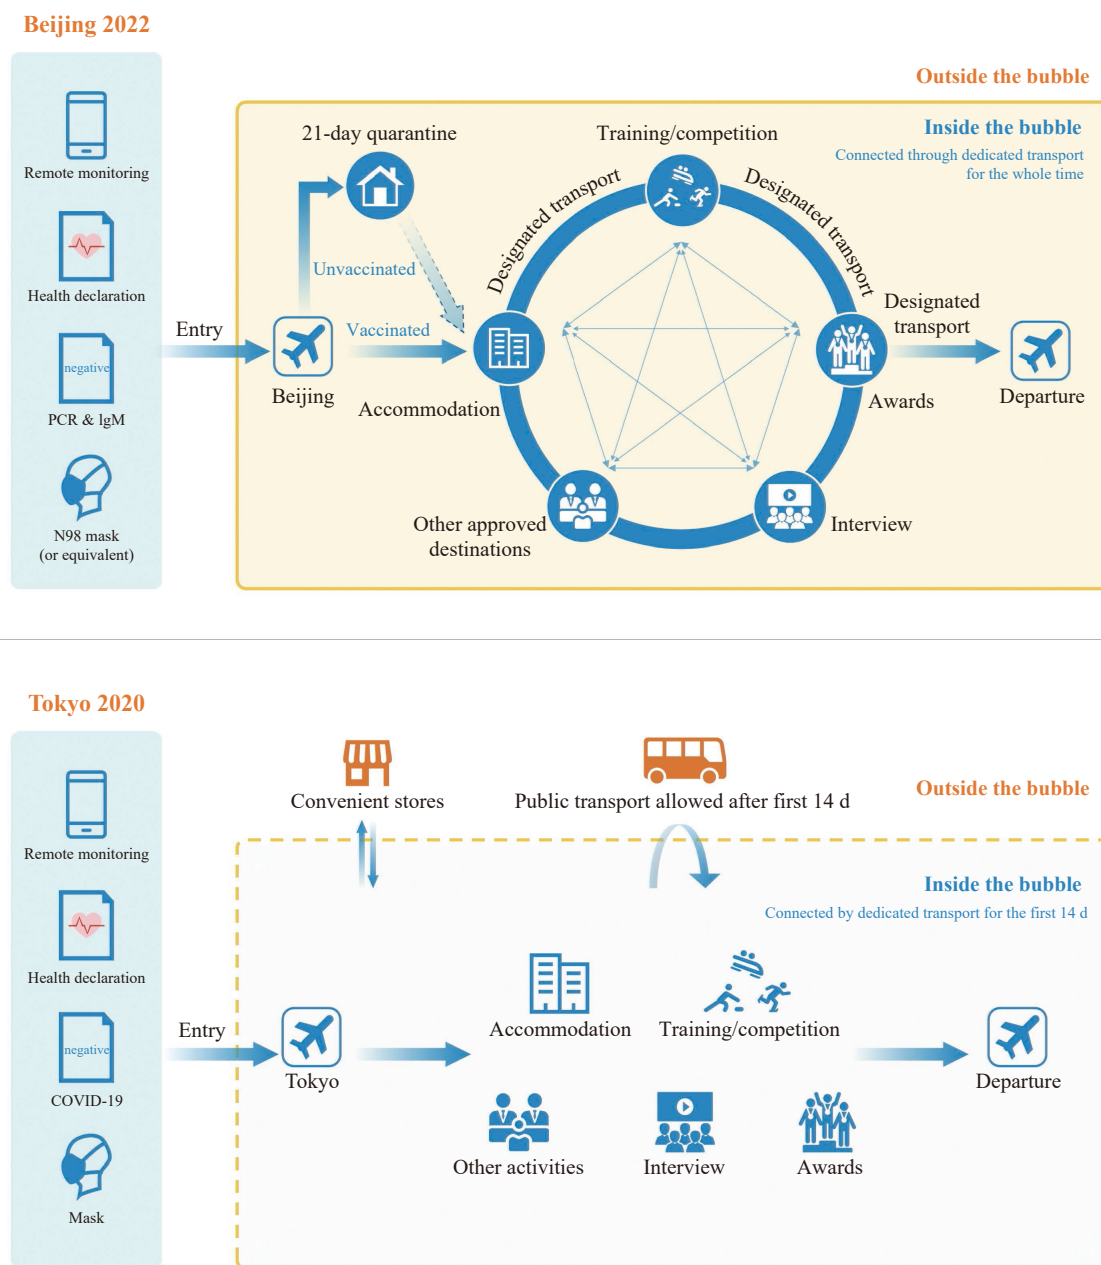 Beijing 2022
Outside the bubble
Remote monitoring
Health declaration
negative
PCR & lgM
N98 mask
(or equivalent)
Entry
Beijing
21-day quarantine
Unvaccinated
Vaccinated
Inside the bubble
Connected through dedicated transport
for the whole time
Training/competition
Designated transport
Designated transport
Accommodation
Designated
transport
Awards
Departure
Other approved
destinations
Interview
Tokyo 2020
Remote monitoring
Health declaration
negative
COVID-19
Mask
Entry
Convenient stores
Public transport allowed after first 14 d
Outside the bubble
Inside the bubble
Connected by dedicated transport for the first 14 d
Tokyo
Accommodation
Training/competition
Other activities
Interview
Awards
Departure